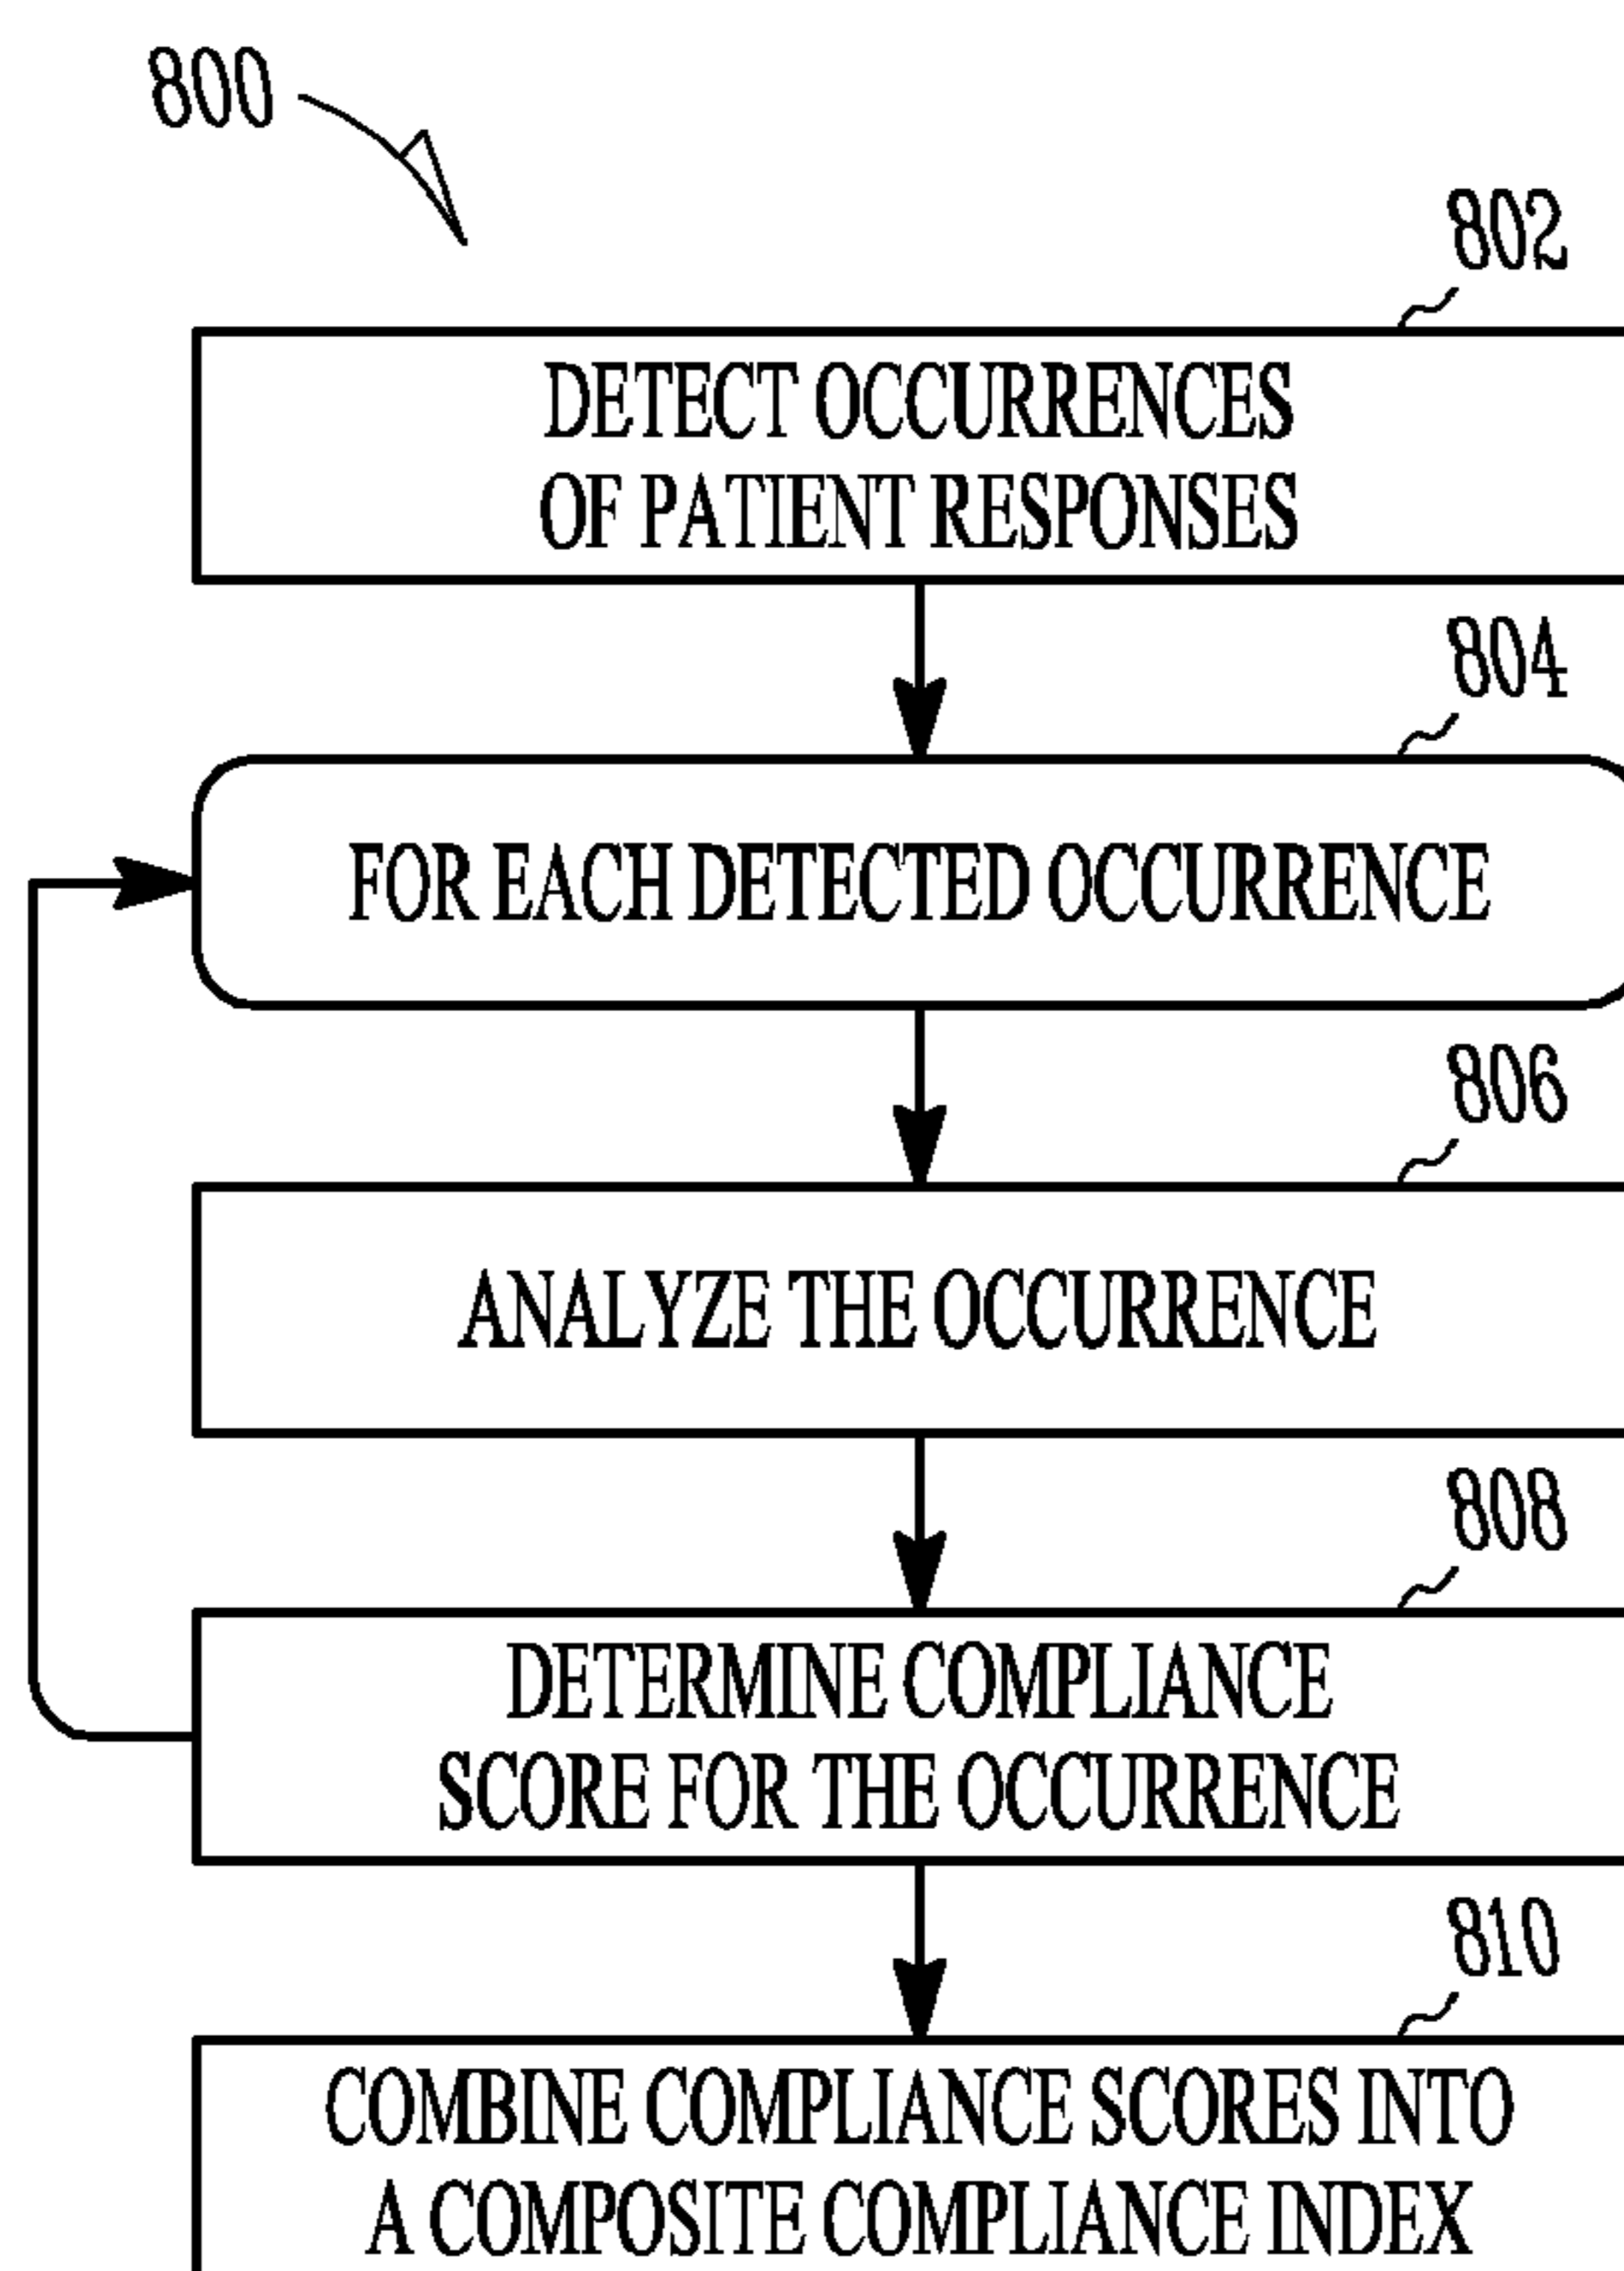 800
802
DETECT OCCURRENCES
OF PATIENT RESPONSES
804
FOR EACH DETECTED OCCURRENCE
806
ANALYZE THE OCCURRENCE
808
DETERMINE COMPLIANCE
SCORE FOR THE OCCURRENCE
810
COMBINE COMPLIANCE SCORES INTO
A COMPOSITE COMPLIANCE INDEX